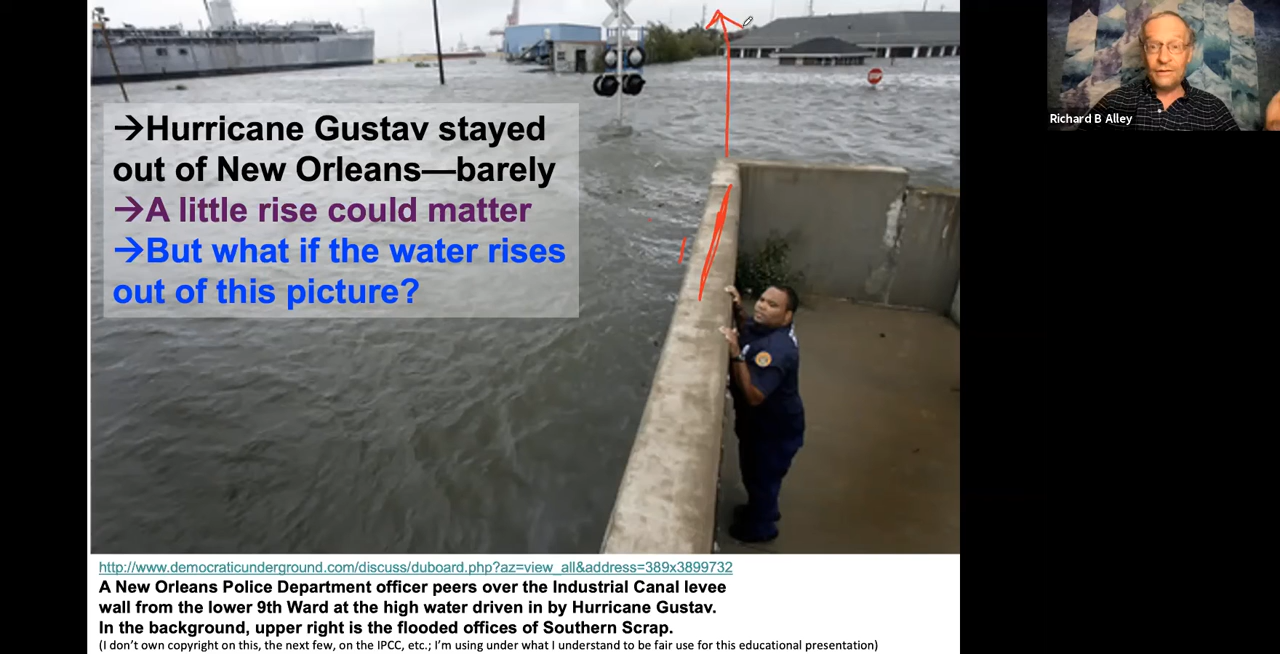 →Hurricane Gustav stayed
out of New Orleans—barely
→A little rise could matter
→But what if the water rises
out of this picture?
Richard B Alley
http://www.democraticunderground.com/discuss/duboard.php?az=view_all&address=389x3899732
A New Orleans Police Department officer peers over the Industrial Canal levee
wall from the lower 9th Ward at the high water driven in by Hurricane Gustav.
In the background, upper right is the flooded offices of Southern Scrap.
(I don't own copyright on this, the next few, on the IPCC, etc.; I'm using under what I understand to be fair use for this educational presentation)